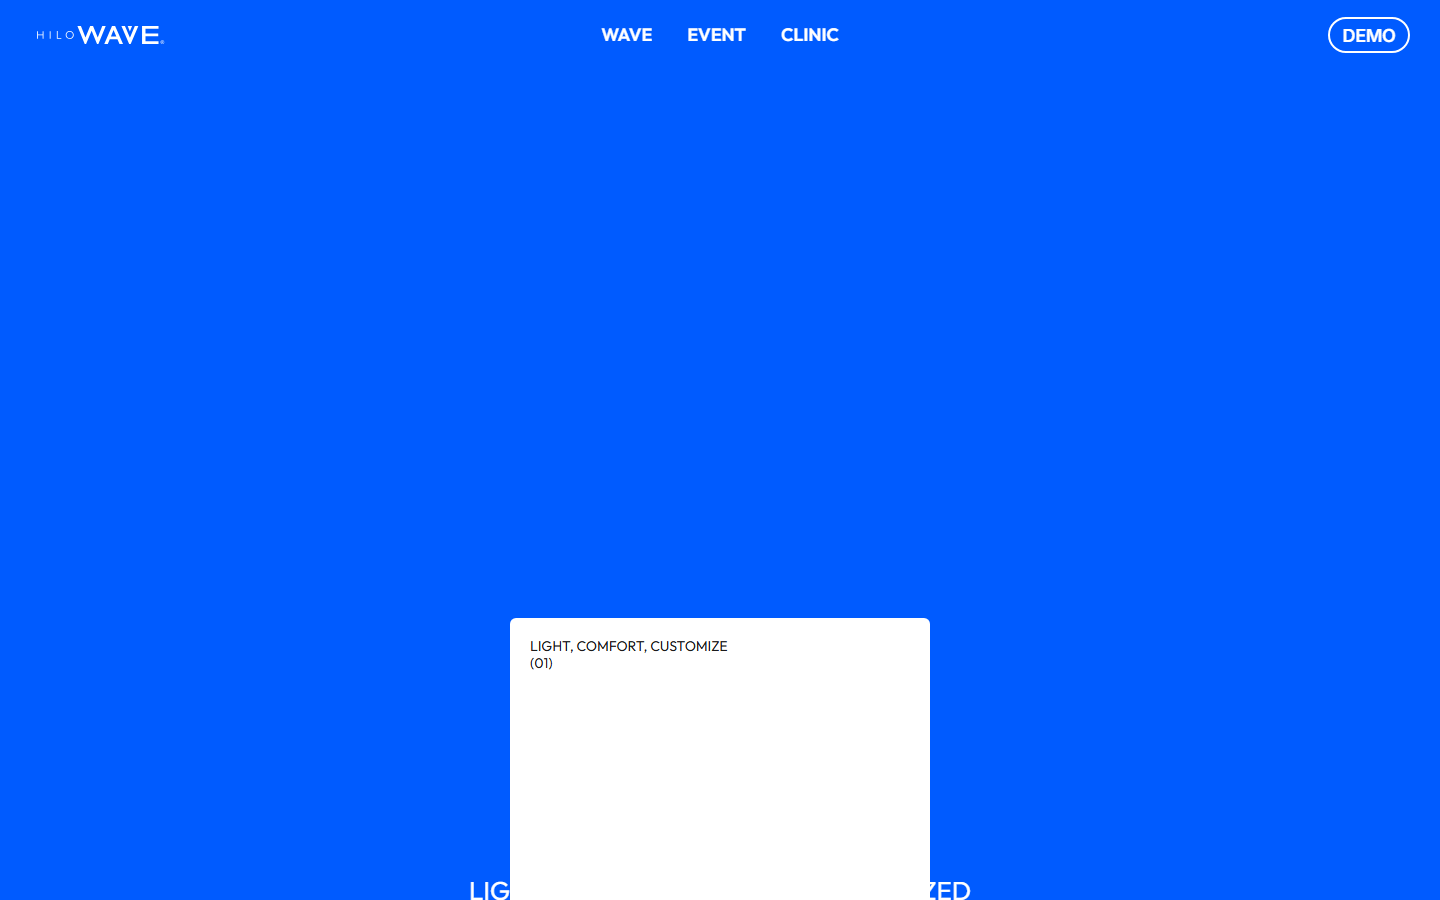 HILO WAVE®
WAVE EVENT CLINIC
DEMO
LIGHT, COMFORT, CUSTOMIZE
(01)